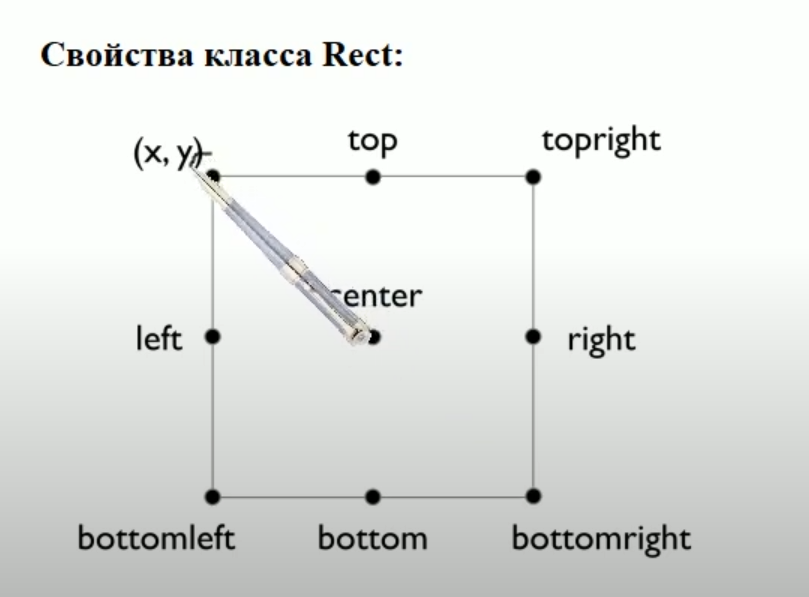 Свойства класса Rect:
(x, y)
top
topright
center
left
right
bottomleft
bottom
bottomright